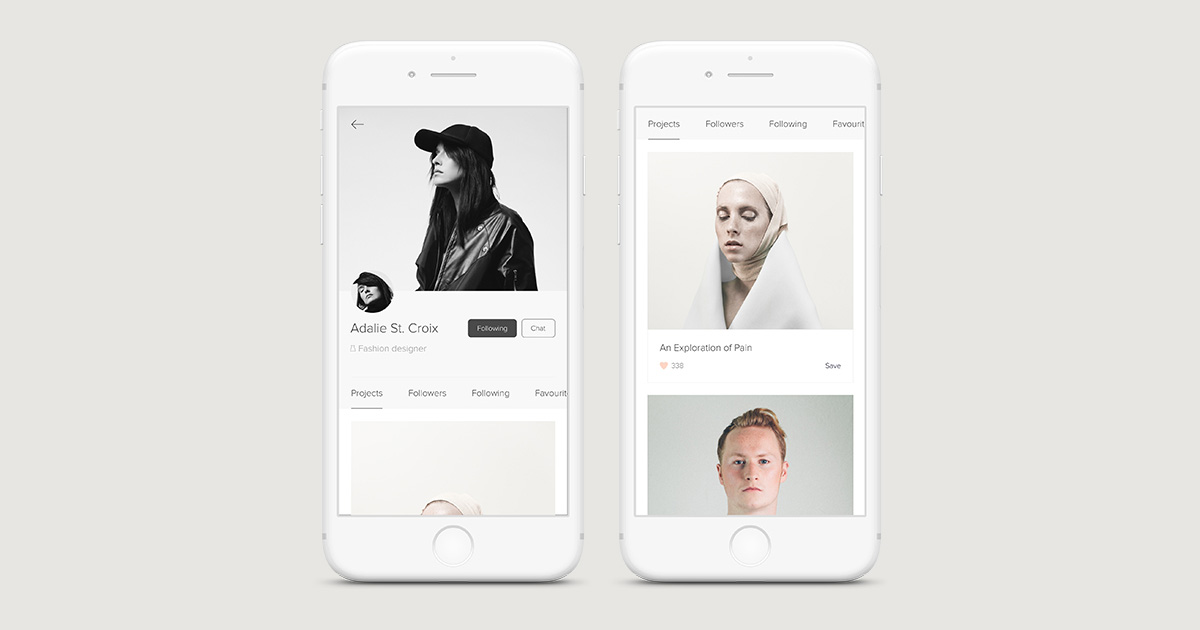 Adalie St. Croix
Following
Chat
Fashion designer
Projects Followers Following Favourit
Projects Followers Following Favourit
An Exploration of Pain
338
Save